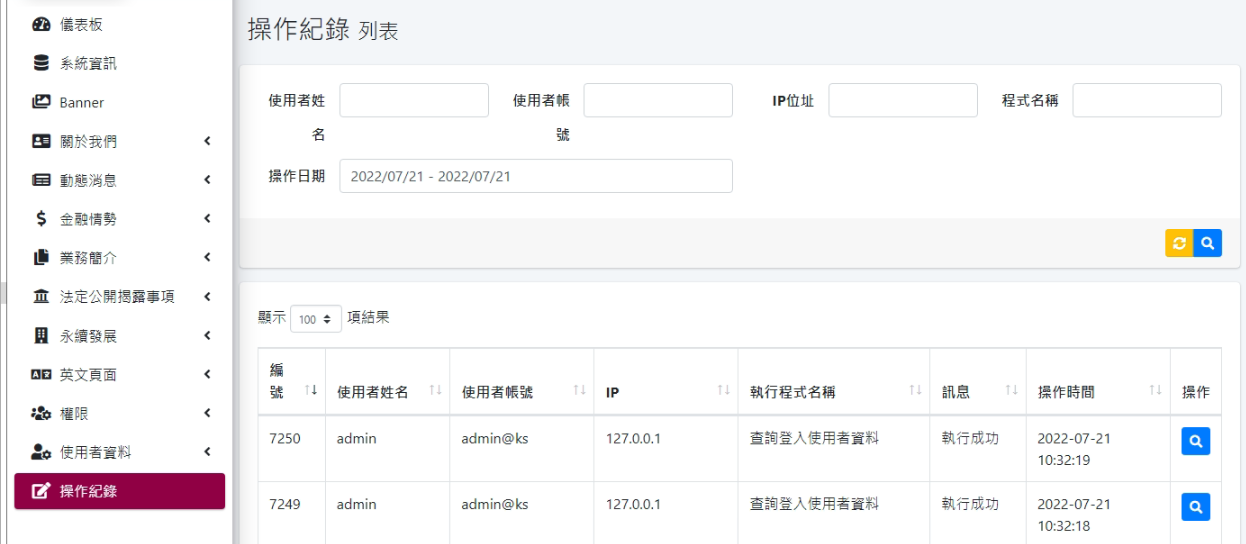 儀表板
系統資訊
Banner
關於我們
動態消息
金融情勢
業務簡介
法定公開揭露事項
永續發展
英文頁面
權限
使用者資料
操作紀錄
操作紀錄 列表
使用者姓名
使用者帳號
IP位址
程式名稱
操作日期 2022/07/21 - 2022/07/21
顯示 100 項結果
編號 使用者姓名 使用者帳號 IP 執行程式名稱 訊息 操作時間 操作
7250 admin admin@ks 127.0.0.1 查詢登入使用者資料 執行成功 2022-07-21 10:32:19
7249 admin admin@ks 127.0.0.1 查詢登入使用者資料 執行成功 2022-07-21 10:32:18